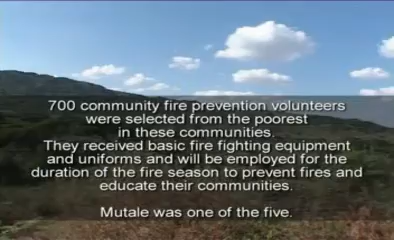 700 community fire prevention volunteers
were selected from the poorest
in these communities.
They received basic fire fighting equipment
and uniforms and will be employed for the
duration of the fire season to prevent fires and
educate their communities.
Mutale was one of the five.